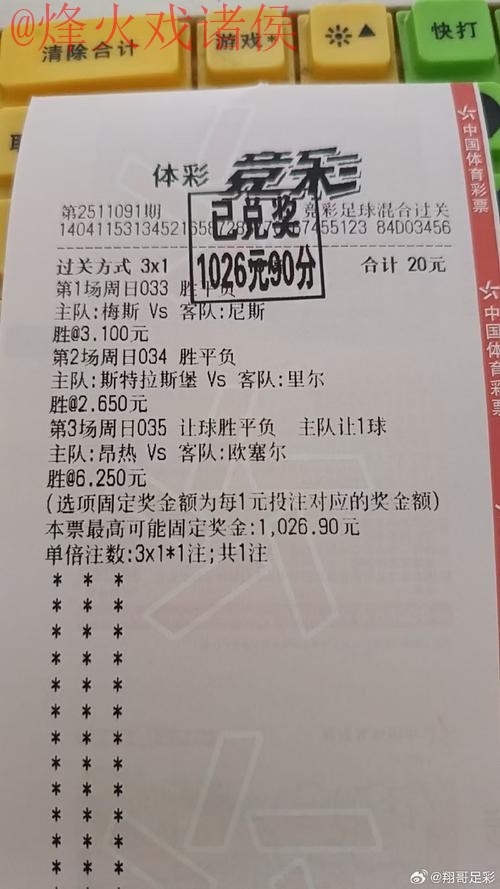 @烽火戏诸侯
清除合计
游戏*
快打
体彩 竞彩
第2511091期
竞彩足球混合过关
已兑奖
1026元90分
84D03456
过关方式 3x1
合计 20元
第1场周日033 胜平负
主队:梅斯 Vs 客队:尼斯
胜@3.100元
第2场周日034 胜平负
主队:斯特拉斯堡 Vs 客队:里尔
胜@2.650元
第3场周日035 让球胜平负 主队让1球
主队:昂热 Vs 客队:欧塞尔
胜@6.250元
(选项固定奖金额为每1元投注对应的奖金额)
本票最高可能固定奖金:1,026.90元
单倍注数:3x1*1注;共1注
* * *
* * *
* * *
* * *
* * *
* * *
* * *
* * *
* * *
* * *
* * *
* * *
中国体育彩票
中国体育彩票
中国体育彩票
@翔哥足彩